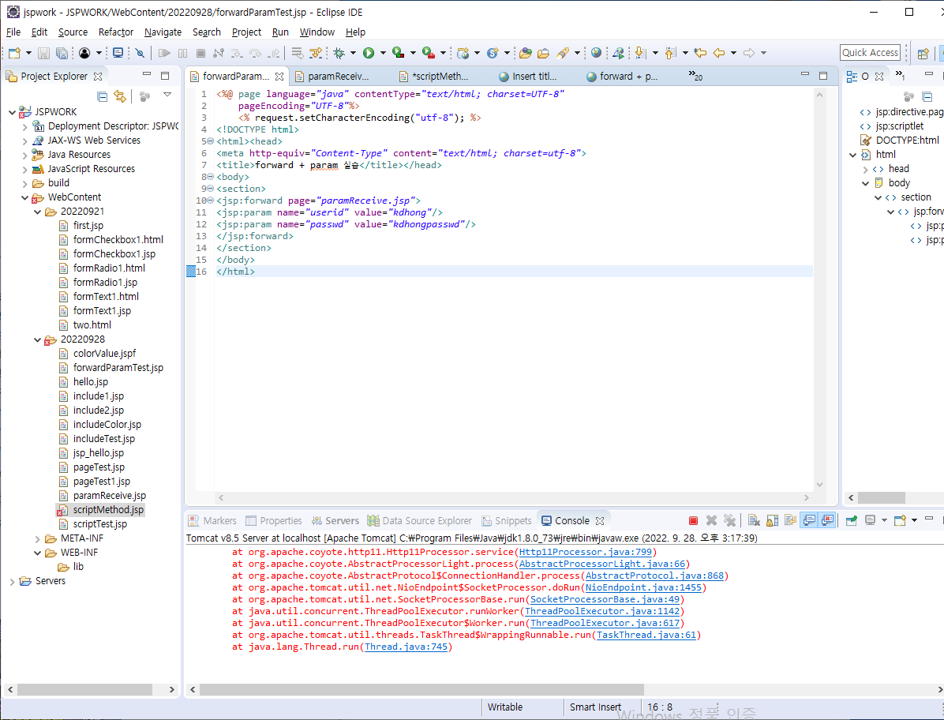 jspwork - JSPWORK/WebContent/20220928/forwardParamTest.jsp - Eclipse IDE
File Edit Source Refactor Navigate Search Project Run Window Help
Quick Access
Project Explorer
forwardParam...
paramReceiv...
*scriptMeth...
Insert titl...
forward + p...
»20
O
»1
JSPWORK
Deployment Descriptor: JSPWO
JAX-WS Web Services
Java Resources
JavaScript Resources
build
WebContent
20220921
first.jsp
formCheckbox1.html
formCheckbox1.jsp
formRadio1.html
formRadio1.jsp
formText1.html
formText1.jsp
two.html
20220928
colorValue.jspf
forwardParamTest.jsp
hello.jsp
include1.jsp
include2.jsp
includeColor.jsp
includeTest.jsp
jsp_hello.jsp
pageTest.jsp
pageTest1.jsp
paramReceive.jsp
scriptMethod.jsp
scriptTest.jsp
META-INF
WEB-INF
lib
Servers
1 <%@ page language="java" contentType="text/html; charset=UTF-8"
2 pageEncoding="UTF-8"%>
3 <% request.setCharacterEncoding("utf-8"); %>
4 <!DOCTYPE html>
5 <html><head>
6 <meta http-equiv="Content-Type" content="text/html; charset=utf-8">
7 <title>forward + param 실습</title></head>
8 <body>
9 <section>
10 <jsp:forward page="paramReceive.jsp">
11 <jsp:param name="userid" value="kdhong"/>
12 <jsp:param name="passwd" value="kdhongpasswd"/>
13 </jsp:forward>
14 </section>
15 </body>
16 </html>
jsp:directive.pag
jsp:scriptlet
DOCTYPE:html
html
head
body
section
jsp:forw
jsp:p
jsp:p
Markers Properties Servers Data Source Explorer Snippets Console
Tomcat v8.5 Server at localhost [Apache Tomcat] C:₩Program Files₩Java₩jdk1.8.0_73₩jre₩bin₩javaw.exe (2022. 9. 28. 오후 3:17:39)
at org.apache.coyote.http11.Http11Processor.service(Http11Processor.java:799)
at org.apache.coyote.AbstractProcessorLight.process(AbstractProcessorLight.java:66)
at org.apache.coyote.AbstractProtocol$ConnectionHandler.process(AbstractProtocol.java:868)
at org.apache.tomcat.util.net.NioEndpoint$SocketProcessor.doRun(NioEndpoint.java:1455)
at org.apache.tomcat.util.net.SocketProcessorBase.run(SocketProcessorBase.java:49)
at java.util.concurrent.ThreadPoolExecutor.runWorker(ThreadPoolExecutor.java:1142)
at java.util.concurrent.ThreadPoolExecutor$Worker.run(ThreadPoolExecutor.java:617)
at org.apache.tomcat.util.threads.TaskThread$WrappingRunnable.run(TaskThread.java:61)
at java.lang.Thread.run(Thread.java:745)
Writable Smart Insert 16 : 8
Windows 정품 인증